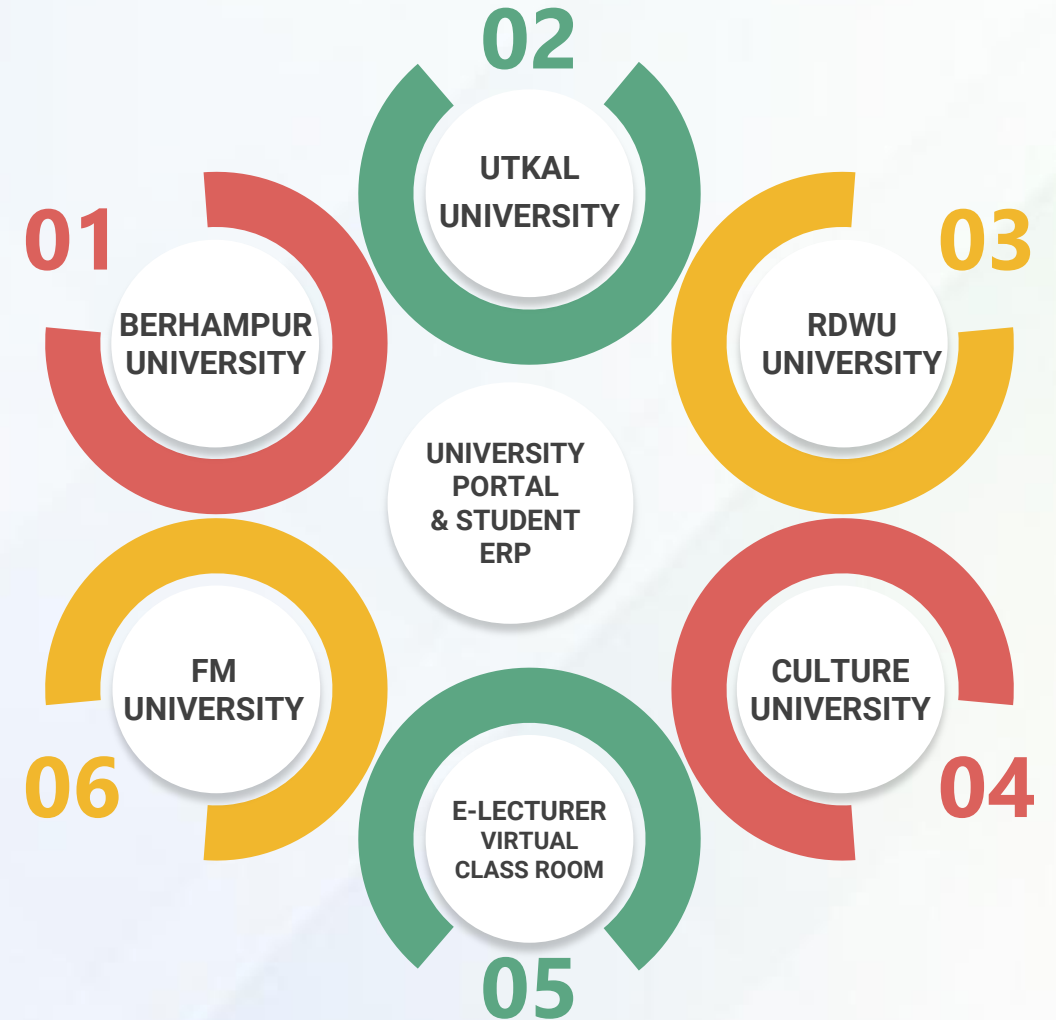 01
BERHAMPUR
UNIVERSITY
02
UTKAL
UNIVERSITY
03
RDWU
UNIVERSITY
UNIVERSITY
PORTAL
& STUDENT
ERP
04
CULTURE
UNIVERSITY
05
E-LECTURER
VIRTUAL
CLASS ROOM
06
FM
UNIVERSITY